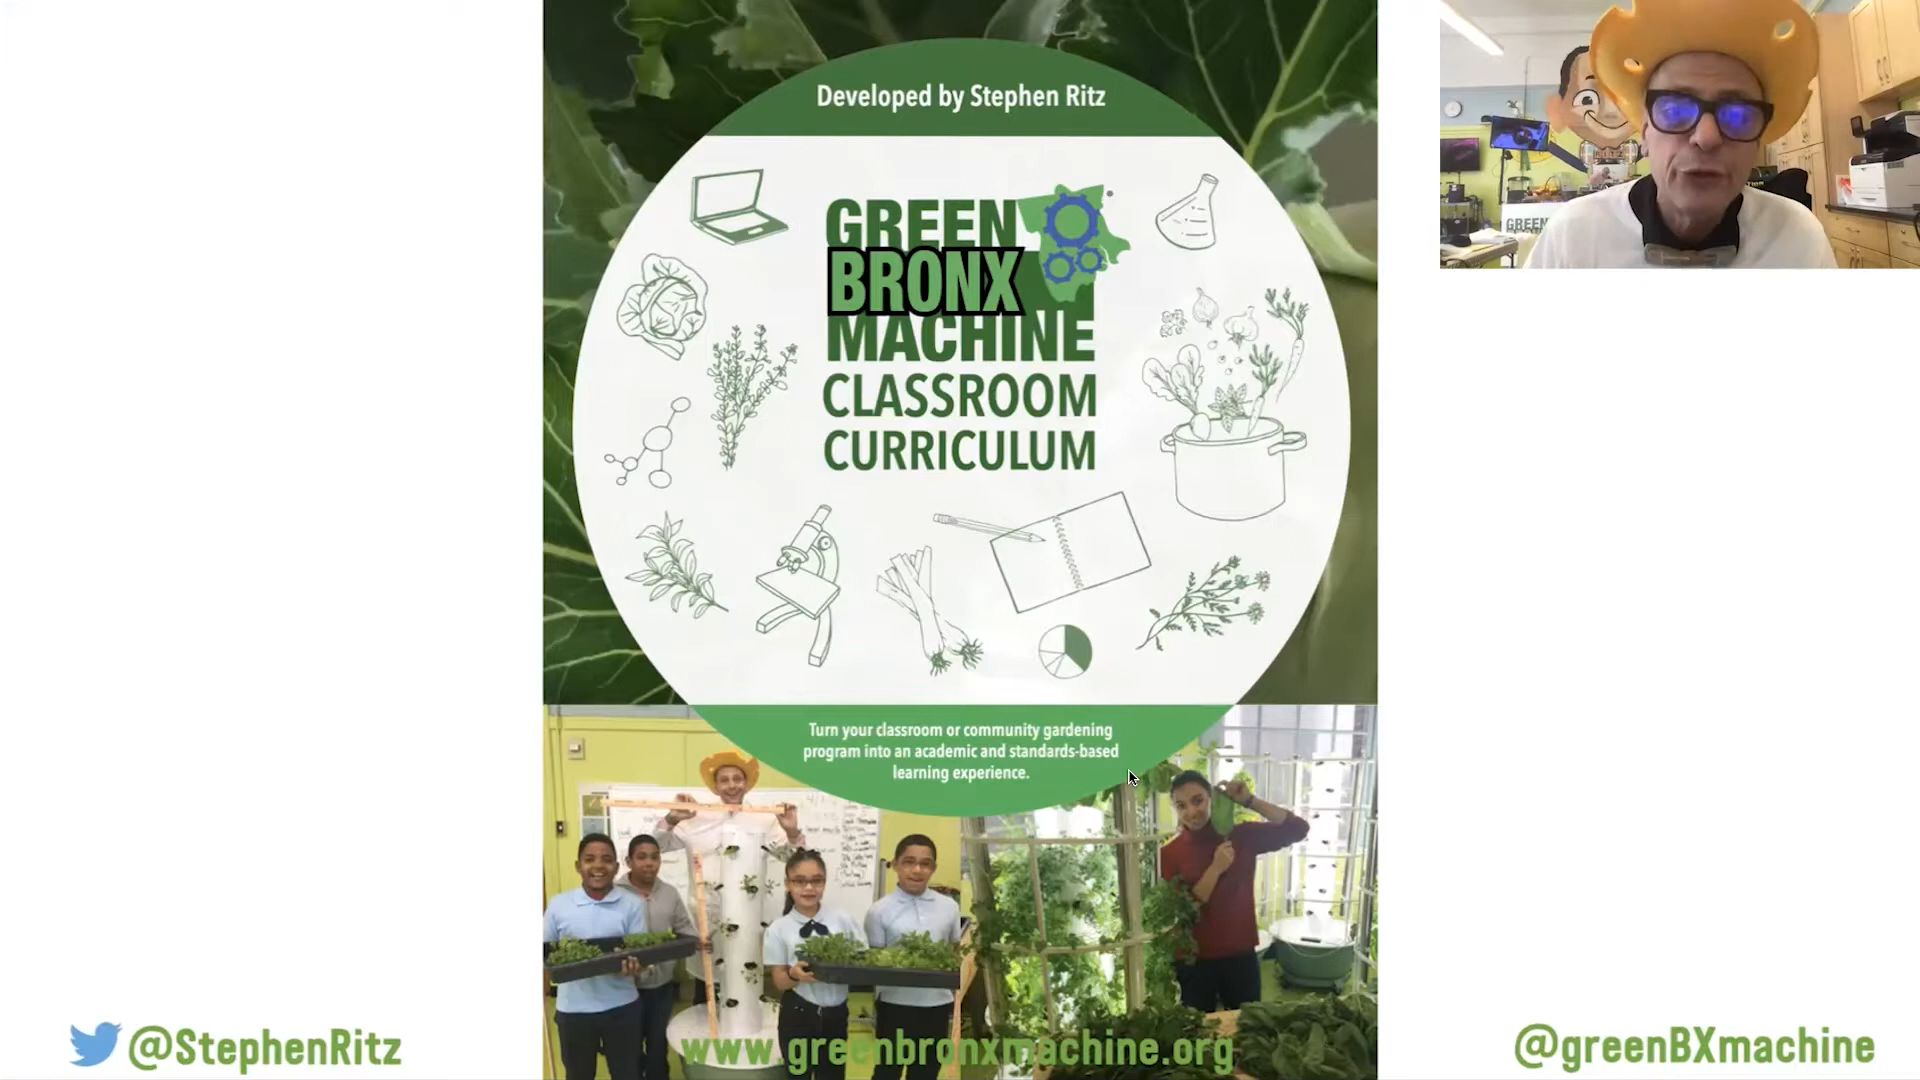 Developed by Stephen Ritz
GREEN
BRONX
MACHINE
CLASSROOM
CURRICULUM
Turn your classroom or community gardening
program into an academic and standards-based
learning experience.
@StephenRitz
www.greenbronxmachine.org
@greenBXmachine
GREEN